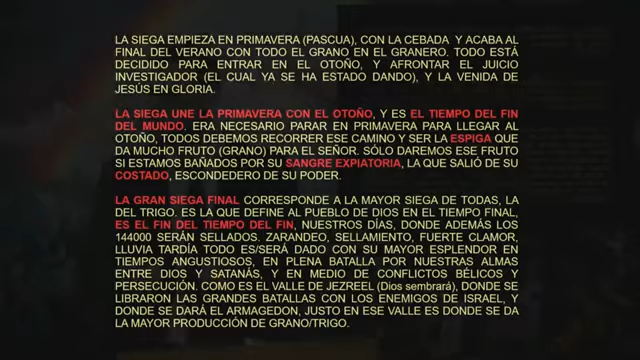 LA SIEGA EMPIEZA EN PRIMAVERA (PASCUA), CON LA CEBADA Y ACABA AL
FINAL DEL VERANO CON TODO EL GRANO EN EL GRANERO. TODO ESTÁ
DECIDIDO PARA ENTRAR EN EL OTOÑO, Y AFRONTAR EL JUICIO
INVESTIGADOR (EL CUAL YA SE HA ESTADO DANDO), Y LA VENIDA DE
JESÚS EN GLORIA.
LA SIEGA UNE LA PRIMAVERA CON EL OTOÑO, Y ES EL TIEMPO DEL FIN
DEL MUNDO. ERA NECESARIO PARAR EN PRIMAVERA PARA LLEGAR AL
OTOÑO, TODOS DEBEMOS RECORRER ESE CAMINO Y SER LA ESPIGA QUE
DA MUCHO FRUTO (GRANO) PARA EL SEÑOR. SÓLO DAREMOS ESE FRUTO
SI ESTAMOS BAÑADOS POR SU SANGRE EXPIATORIA, LA QUE SALIÓ DE SU
COSTADO, ESCONDEDERO DE SU PODER.
LA GRAN SIEGA FINAL CORRESPONDE A LA MAYOR SIEGA DE TODAS, LA
DEL TRIGO. ES LA QUE DEFINE AL PUEBLO DE DIOS EN EL TIEMPO FINAL,
ES EL FIN DEL TIEMPO DEL FIN, NUESTROS DÍAS, DONDE ADEMÁS LOS
144000 SERÁN SELLADOS. ZARANDEO, SELLAMIENTO, FUERTE CLAMOR,
LLUVIA TARDÍA TODO ES/SERÁ DADO CON SU MAYOR ESPLENDOR EN
TIEMPOS ANGUSTIOSOS, EN PLENA BATALLA POR NUESTRAS ALMAS
ENTRE DIOS Y SATANÁS, Y EN MEDIO DE CONFLICTOS BÉLICOS Y
PERSECUCIÓN. COMO ES EL VALLE DE JEZREEL (Dios sembrará), DONDE SE
LIBRARON LAS GRANDES BATALLAS CON LOS ENEMIGOS DE ISRAEL, Y
DONDE SE DARÁ EL ARMAGEDON, JUSTO EN ESE VALLE ES DONDE SE DA
LA MAYOR PRODUCCIÓN DE GRANO/TRIGO.